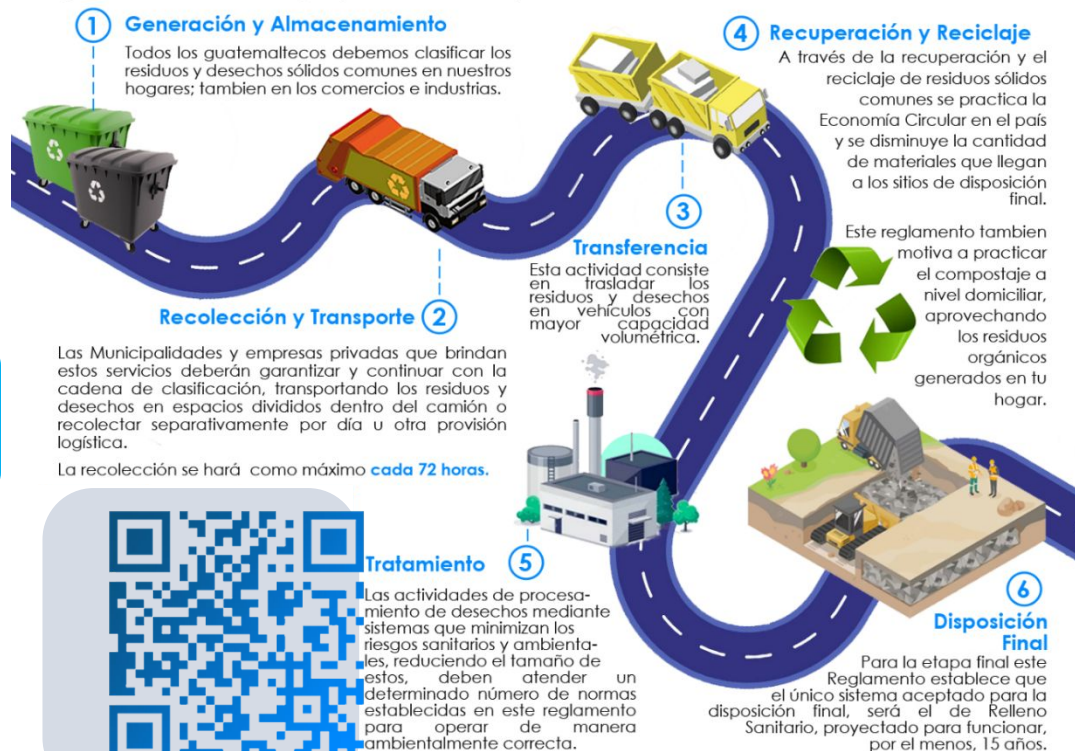 1 Generación y Almacenamiento
Todos los guatemaltecos debemos clasificar los
residuos y desechos sólidos comunes en nuestros
hogares; tambien en los comercios e industrias.
Recolección y Transporte 2
Las Municipalidades y empresas privadas que brindan
estos servicios deberán garantizar y continuar con la
cadena de clasificación, transportando los residuos y
desechos en espacios divididos dentro del camión o
recolectar separativamente por día u otra provisión
logística.
La recolección se hará como máximo cada 72 horas.
3
Transferencia
Esta actividad consiste
en trasladar los
residuos y desechos
en vehículos con
mayor capacidad
volumétrica.
4 Recuperación y Reciclaje
A través de la recuperación y el
reciclaje de residuos sólidos
comunes se practica la
Economía Circular en el país
y se disminuye la cantidad
de materiales que llegan
a los sitios de disposición
final.
Este reglamento tambien
motiva a practicar
el compostaje a
nivel domiciliar,
aprovechando
los residuos
orgánicos
generados en tu
hogar.
Tratamiento 5
Las actividades de procesa-
miento de desechos mediante
sistemas que minimizan los
riesgos sanitarios y ambienta-
les, reduciendo el tamaño de
estos, deben atender un
determinado número de normas
establecidas en este reglamento
para operar de manera
ambientalmente correcta.
6
Disposición
Final
Para la etapa final este
Reglamento establece que
el único sistema aceptado para la
disposición final, será el de Relleno
Sanitario, proyectado para funcionar,
por el menos, 15 años.